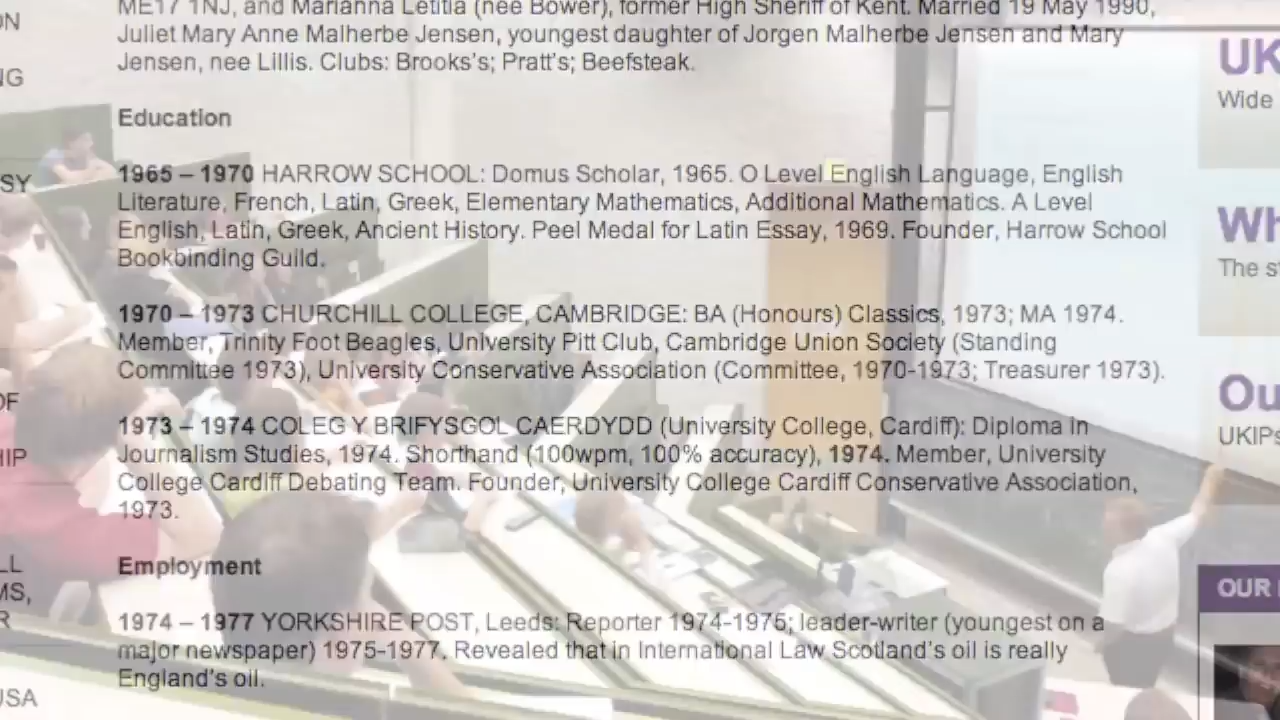 ON
NG
SY
OF
HIP
LL
MS,
R
USA
ME17 1NJ, and Marianna Letitia (nee Bower), former High Sheriff of Kent. Married 19 May 1990,
Juliet Mary Anne Malherbe Jensen, youngest daughter of Jorgen Malherbe Jensen and Mary
Jensen, nee Lillis. Clubs: Brooks's; Pratt's; Beefsteak.
Education
1965 – 1970 HARROW SCHOOL: Domus Scholar, 1965. O Level English Language, English
Literature, French, Latin, Greek, Elementary Mathematics, Additional Mathematics. A Level
English, Latin, Greek, Ancient History. Peel Medal for Latin Essay, 1969. Founder, Harrow School
Bookbinding Guild.
1970 – 1973 CHURCHILL COLLEGE, CAMBRIDGE: BA (Honours) Classics, 1973; MA 1974.
Member, Trinity Foot Beagles, University Pitt Club, Cambridge Union Society (Standing
Committee 1973), University Conservative Association (Committee, 1970-1973; Treasurer 1973).
1973 – 1974 COLEG Y BRIFYSGOL CAERDYDD (University College, Cardiff): Diploma in
Journalism Studies, 1974. Shorthand (100wpm, 100% accuracy), 1974. Member, University
College Cardiff Debating Team. Founder, University College Cardiff Conservative Association,
1973.
Employment
1974 – 1977 YORKSHIRE POST, Leeds: Reporter 1974-1975; leader-writer (youngest on a
major newspaper) 1975-1977. Revealed that in International Law Scotland's oil is really
England's oil.
UK
Wide
Wh
The st
Ou
UKIPs
OUR